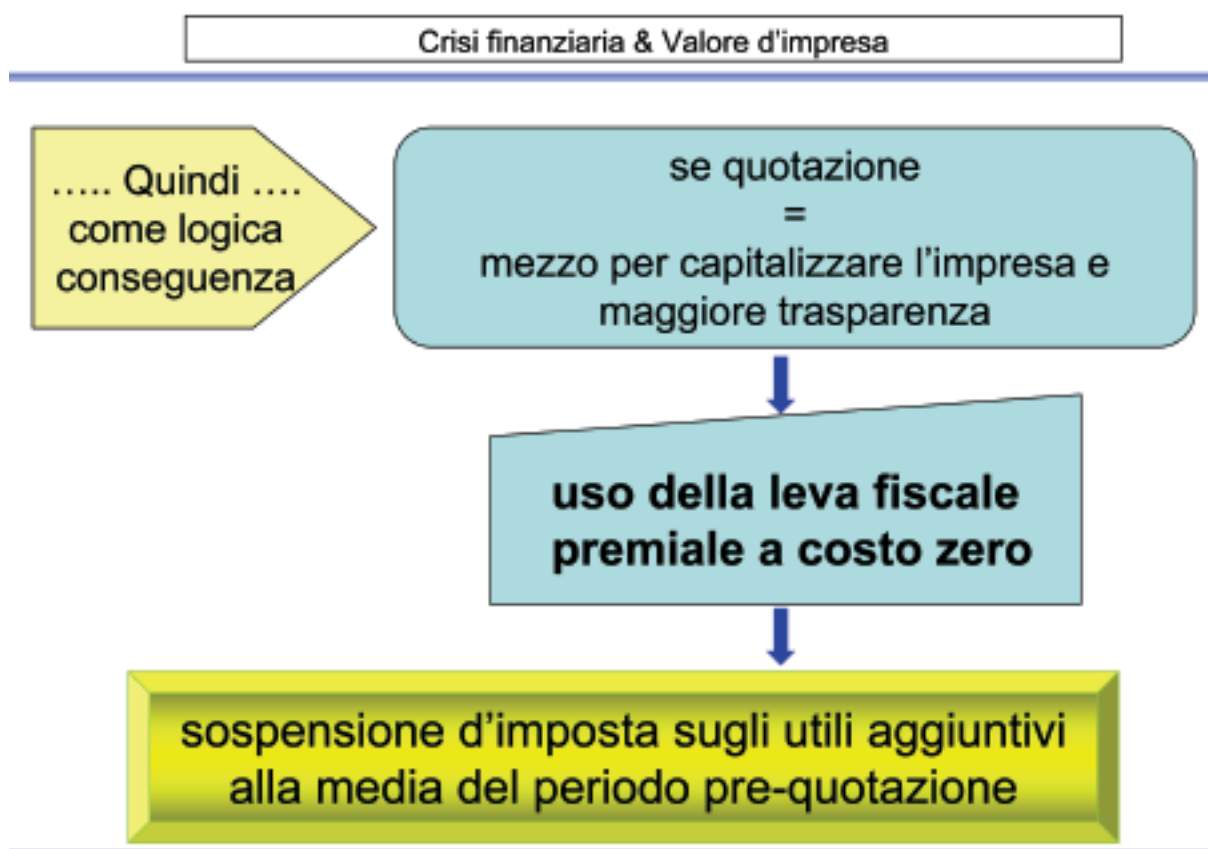 Crisi finanziaria & Valore d'impresa
….. Quindi ….
come logica
conseguenza
se quotazione
=
mezzo per capitalizzare l'impresa e
maggiore trasparenza
uso della leva fiscale
premiale a costo zero
sospensione d'imposta sugli utili aggiuntivi
alla media del periodo pre-quotazione